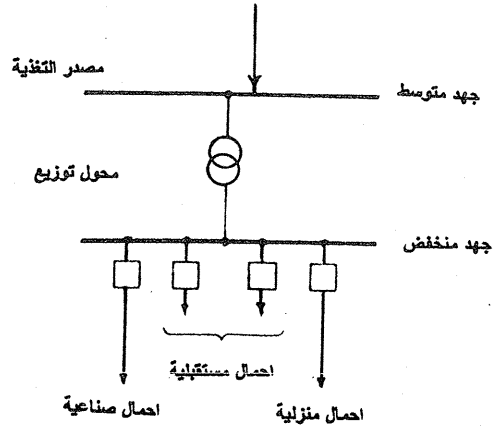 مصدر التغذية
جهد متوسط
محول توزيع
جهد منخفض
احمال مستقبلية
احمال صناعية
احمال منزلية